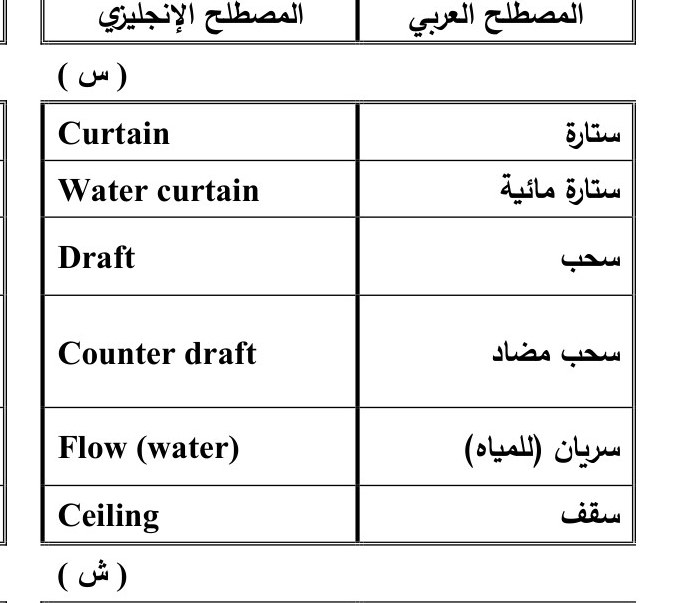 المصطلح العربي المصطلح الإنجليزي
( س )
ستارة Curtain
ستارة مائية Water curtain
سحب Draft
سحب مضاد Counter draft
سريان (للمياه) Flow (water)
سقف Ceiling
( ش )